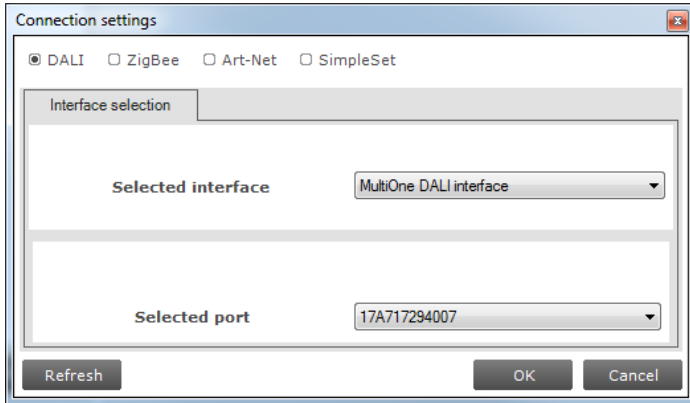 Connection settings
DALI ZigBee Art-Net SimpleSet
Interface selection
Selected interface MultiOne DALI interface
Selected port 17A717294007
Refresh OK Cancel